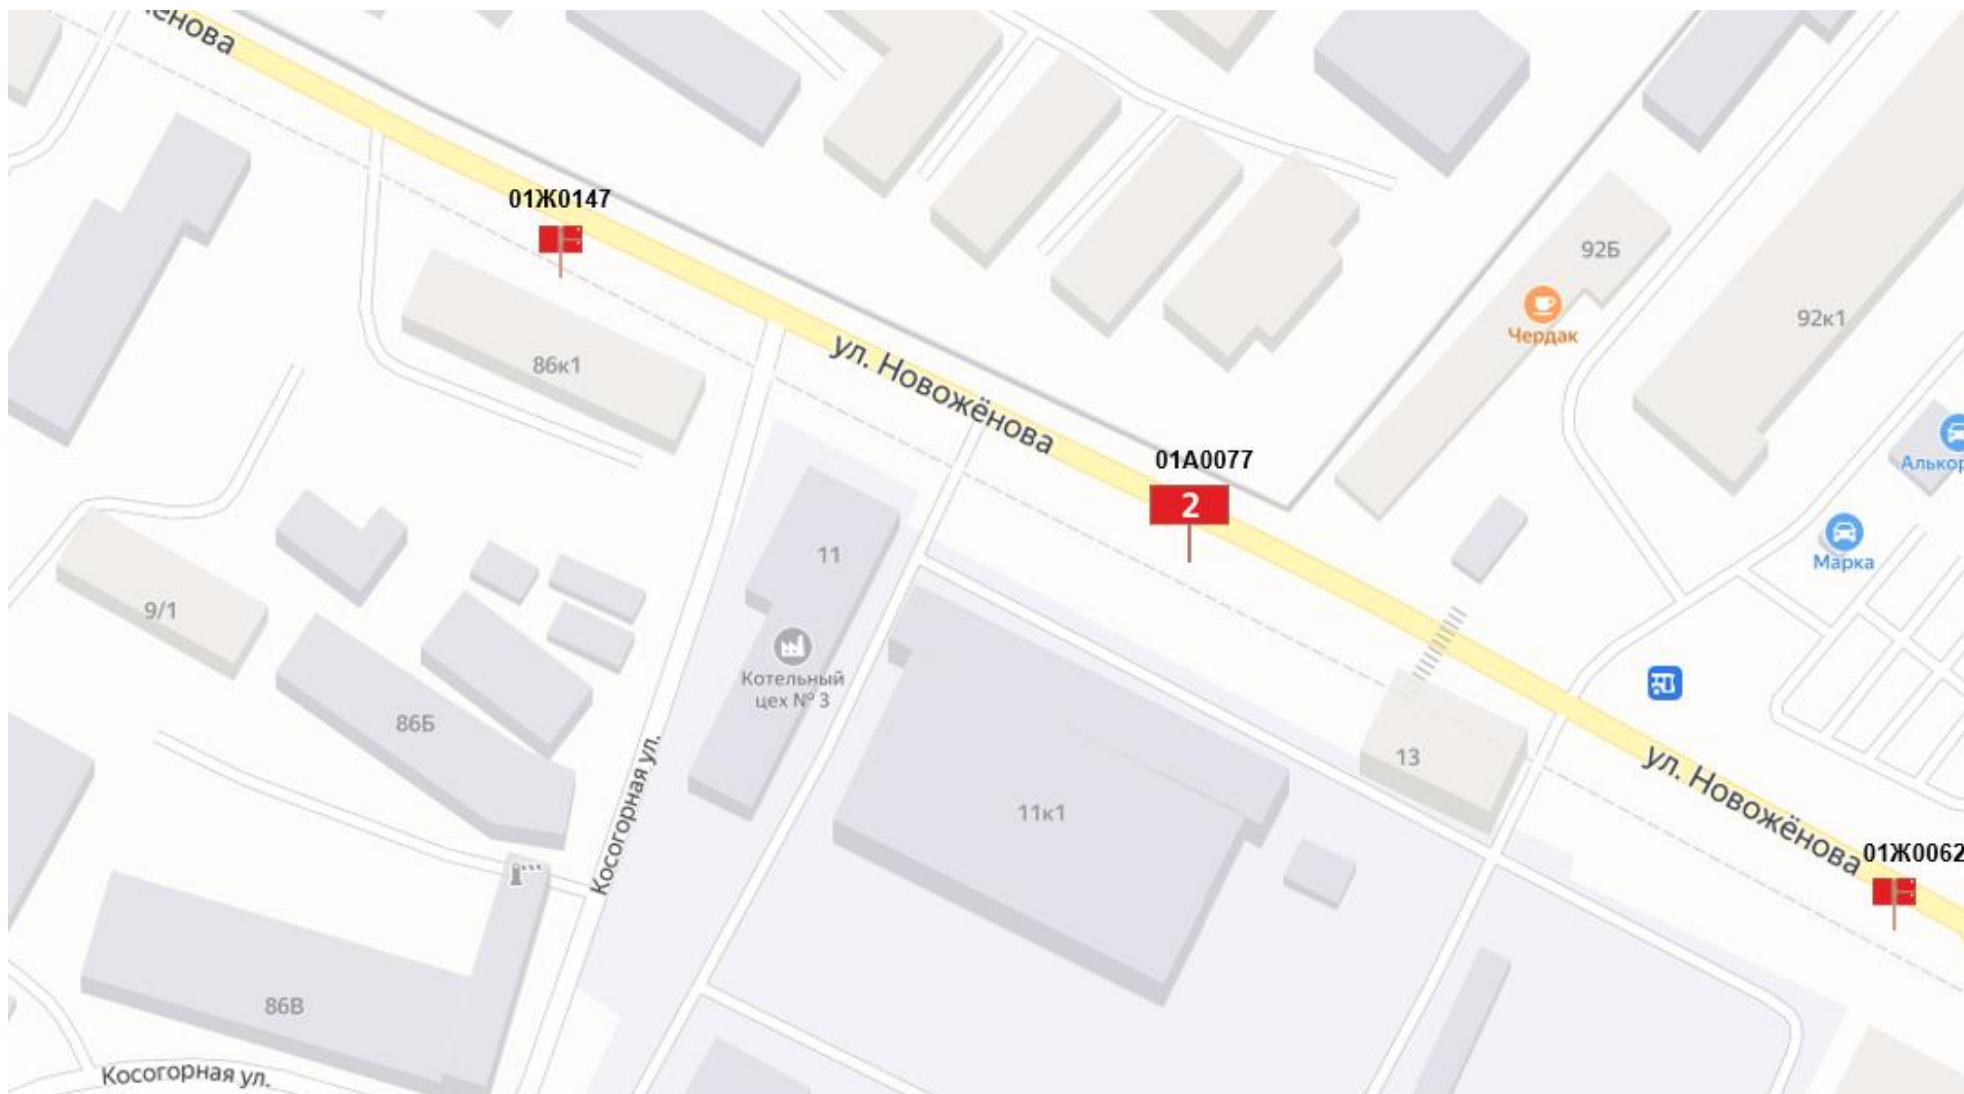 01Ж0147
92Б
92к1
Чердак
86к1
ул. Новожёнова
01А0077
2
Марка
11
9/1
Котельный
цех № 3
86Б
13
Косогорная ул.
11к1
ул. Новожёнова
01Ж0062
86В
Косогорная ул.